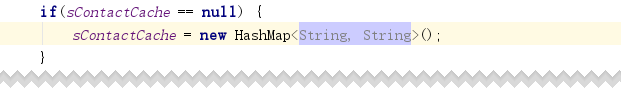 if(sContactCache == null) {
sContactCache = new HashMap<String, String>();
}